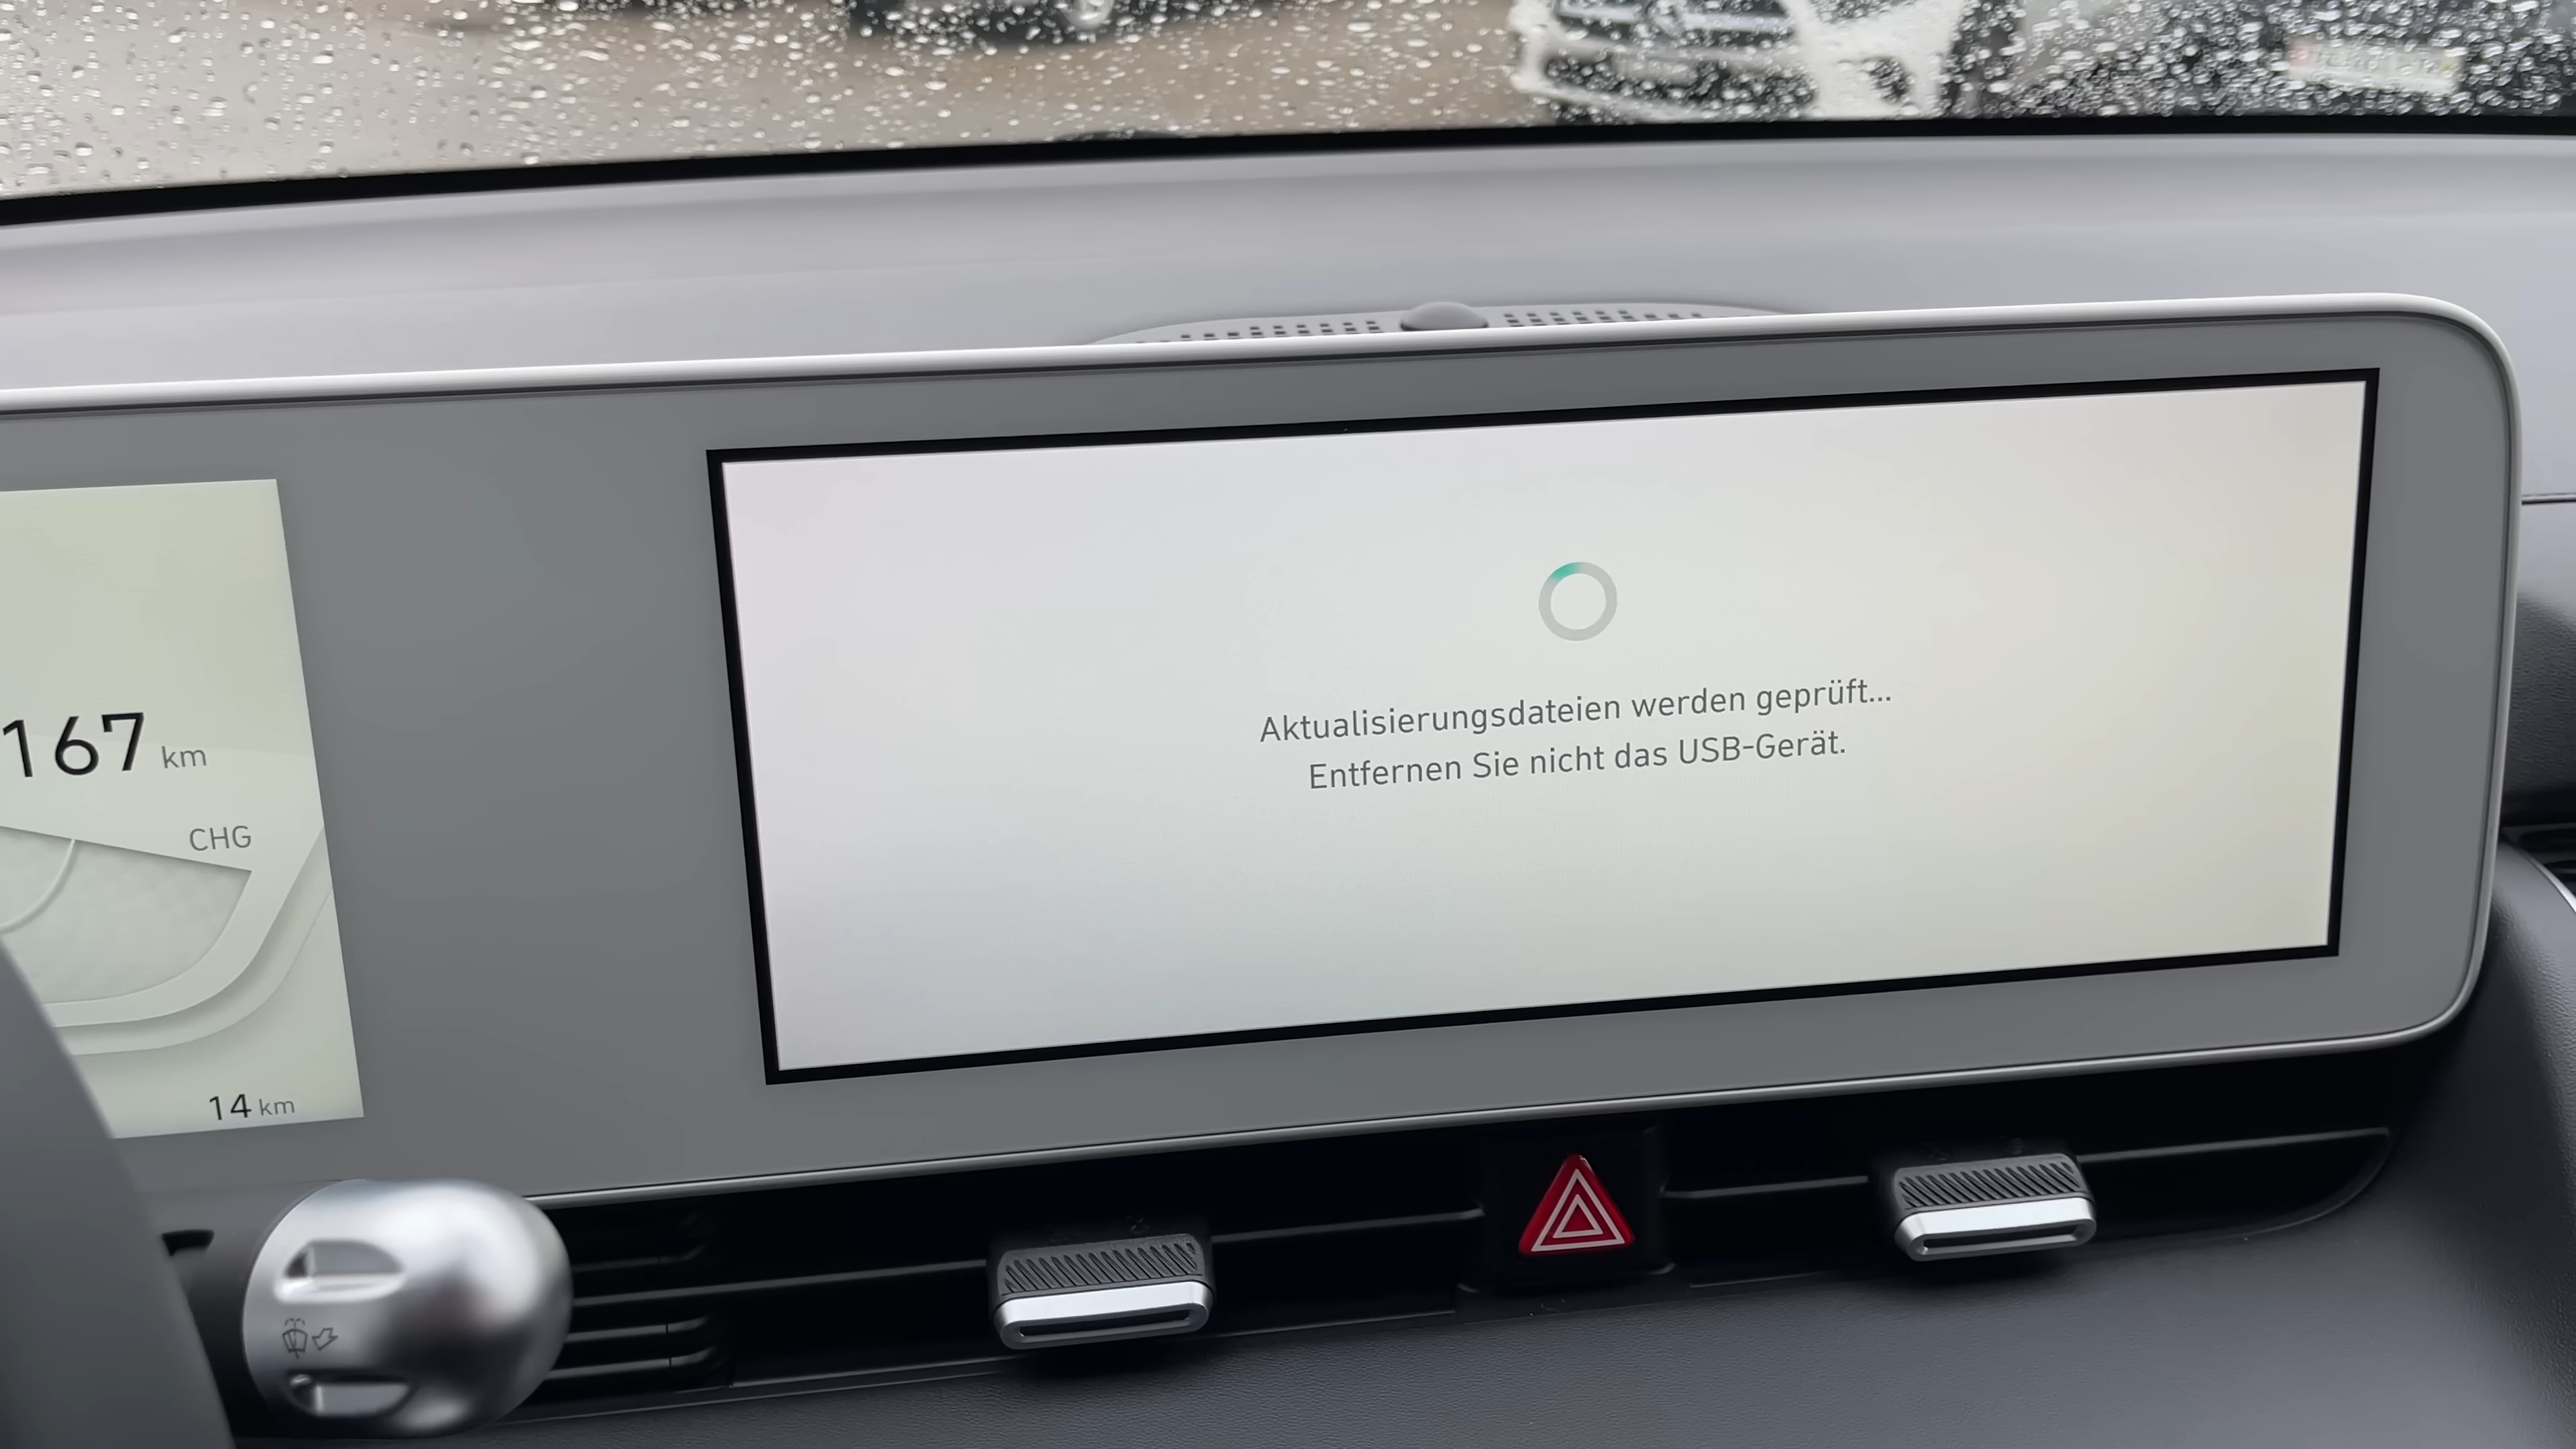 167 km
CHG
14 km
Aktualisierungsdateien werden geprüft...
Entfernen Sie nicht das USB-Gerät.